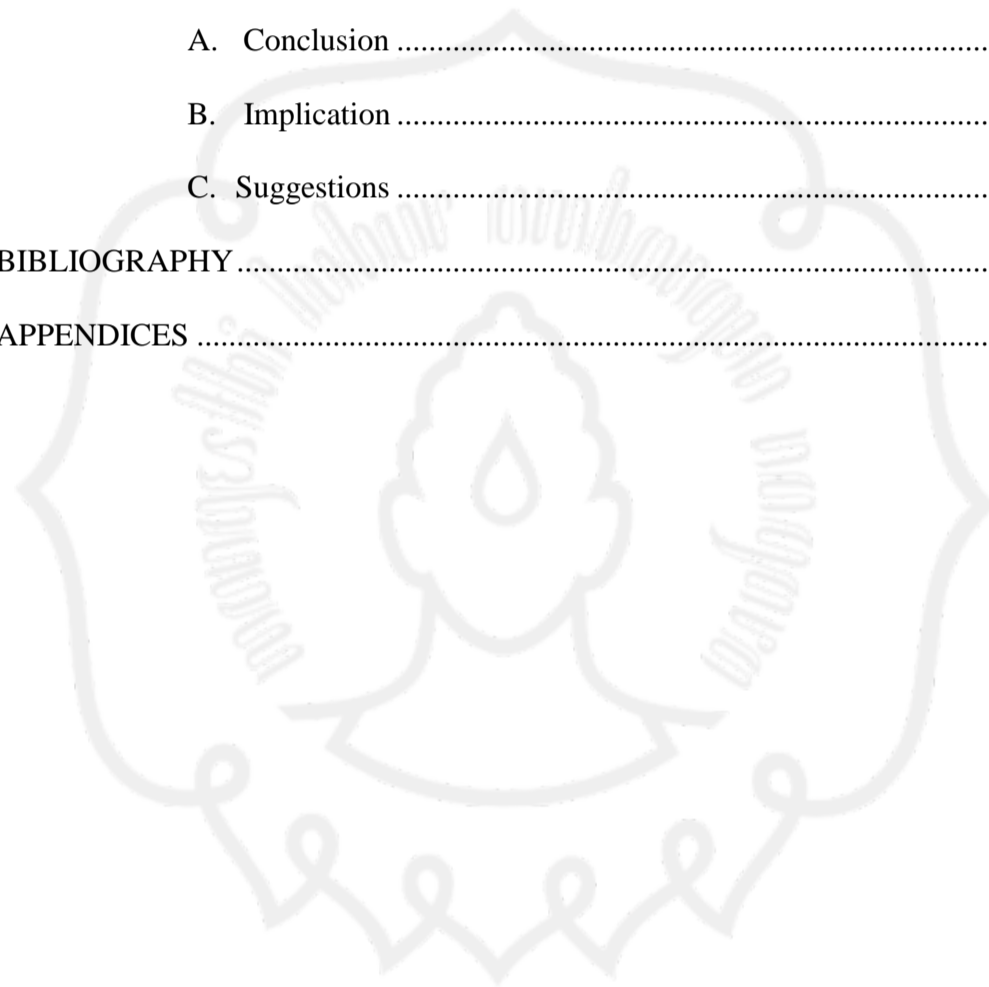 A. Conclusion ..........................................................................
B. Implication ..........................................................................
C. Suggestions ..........................................................................
BIBLIOGRAPHY ..............................................................................................
APPENDICES ..................................................................................................